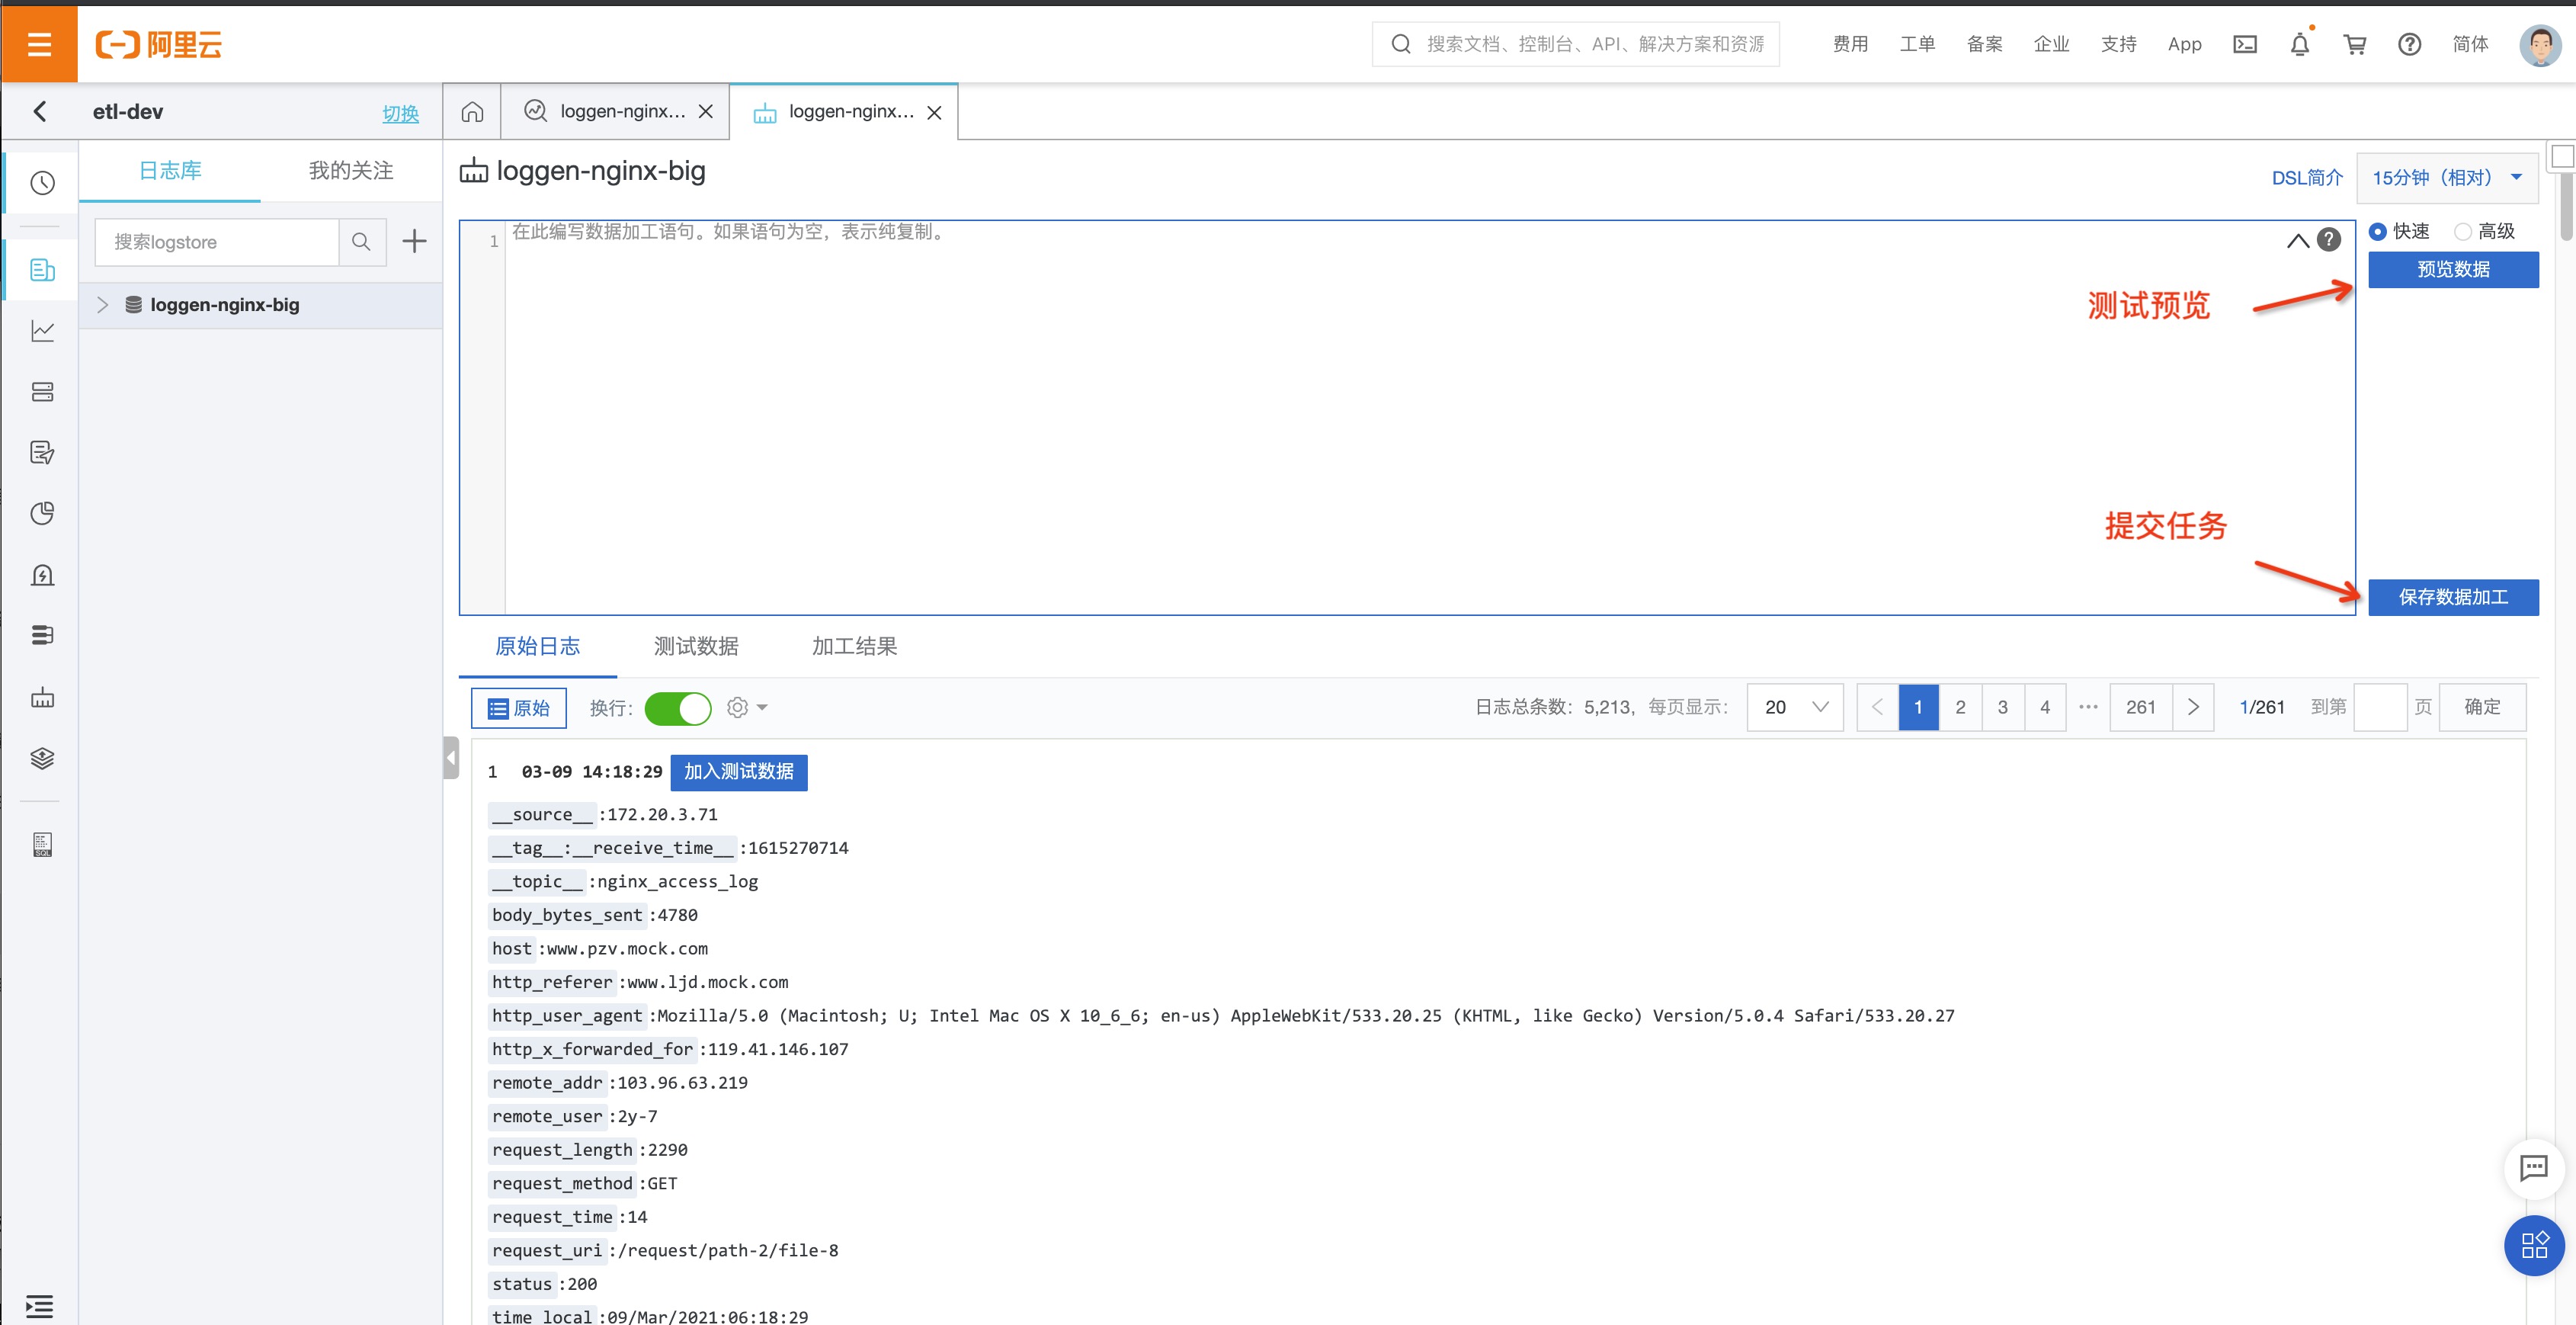 阿里云
搜索文档、控制台、API、解决方案和资源
费用 工单 备案 企业 支持 App 简体
etl-dev 切换
loggen-nginx...
loggen-nginx...
日志库 我的关注
搜索logstore
loggen-nginx-big
loggen-nginx-big
DSL简介 15分钟（相对）
1 在此编写数据加工语句。如果语句为空，表示纯复制。
快速 高级
预览数据
测试预览
提交任务
保存数据加工
原始日志 测试数据 加工结果
原始 换行：
日志总条数：5,213，每页显示： 20 1 2 3 4 ... 261 1/261 到第 页 确定
1 03-09 14:18:29 加入测试数据
__source__ :172.20.3.71
__tag__:__receive_time__ :1615270714
__topic__ :nginx_access_log
body_bytes_sent :4780
host :www.pzv.mock.com
http_referer :www.ljd.mock.com
http_user_agent :Mozilla/5.0 (Macintosh; U; Intel Mac OS X 10_6_6; en-us) AppleWebKit/533.20.25 (KHTML, like Gecko) Version/5.0.4 Safari/533.20.27
http_x_forwarded_for :119.41.146.107
remote_addr :103.96.63.219
remote_user :2y-7
request_length :2290
request_method :GET
request_time :14
request_uri :/request/path-2/file-8
status :200
time_local :09/Mar/2021:06:18:29
SQL